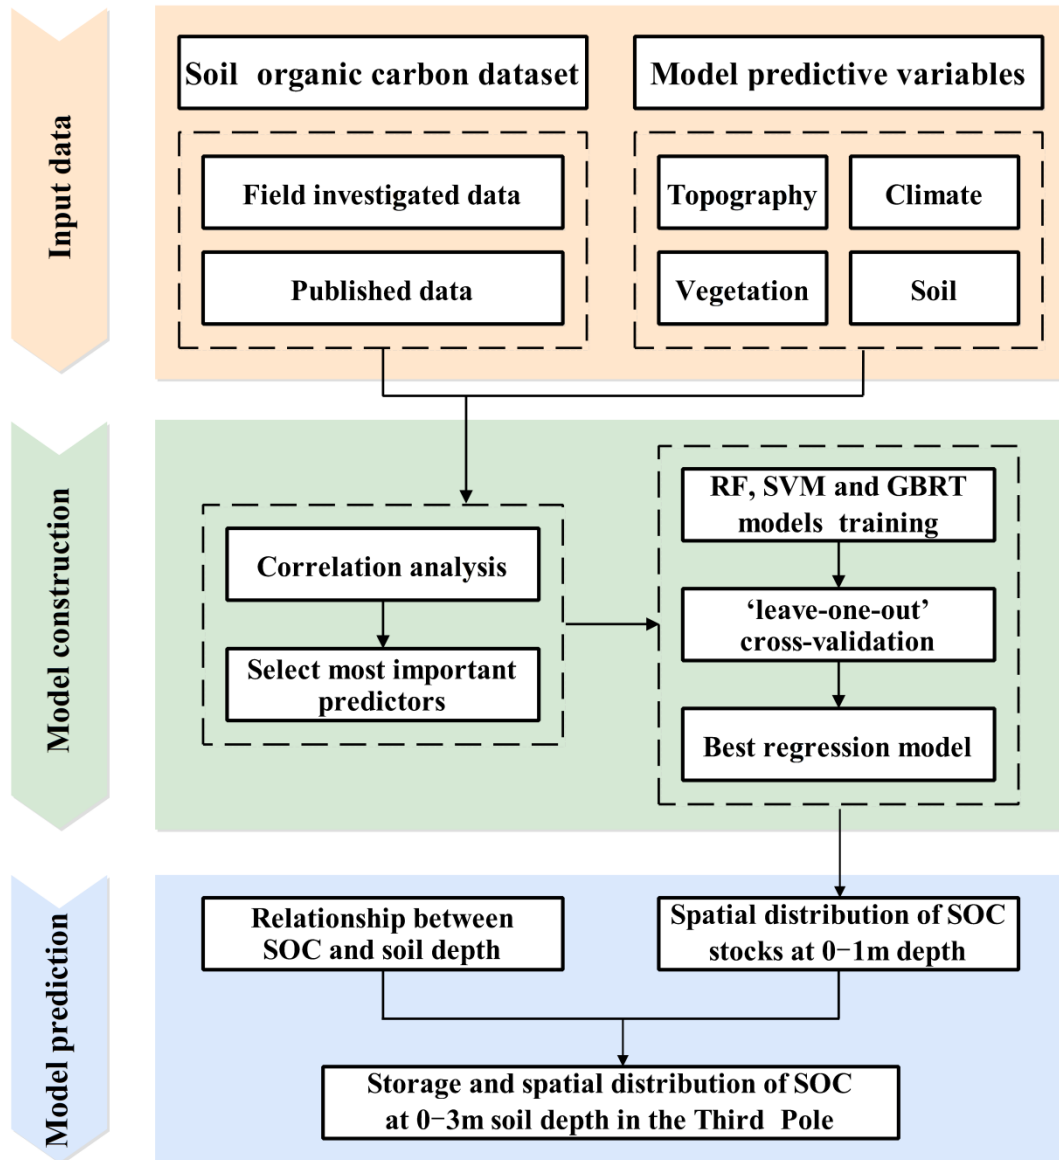 Input data
Soil organic carbon dataset
Model predictive variables
Field investigated data
Published data
Topography
Climate
Vegetation
Soil
Model construction
Correlation analysis
Select most important
predictors
RF, SVM and GBRT
models training
‘leave-one-out’
cross-validation
Best regression model
Model prediction
Relationship between
SOC and soil depth
Spatial distribution of SOC
stocks at 0−1m depth
Storage and spatial distribution of SOC
at 0−3m soil depth in the Third Pole